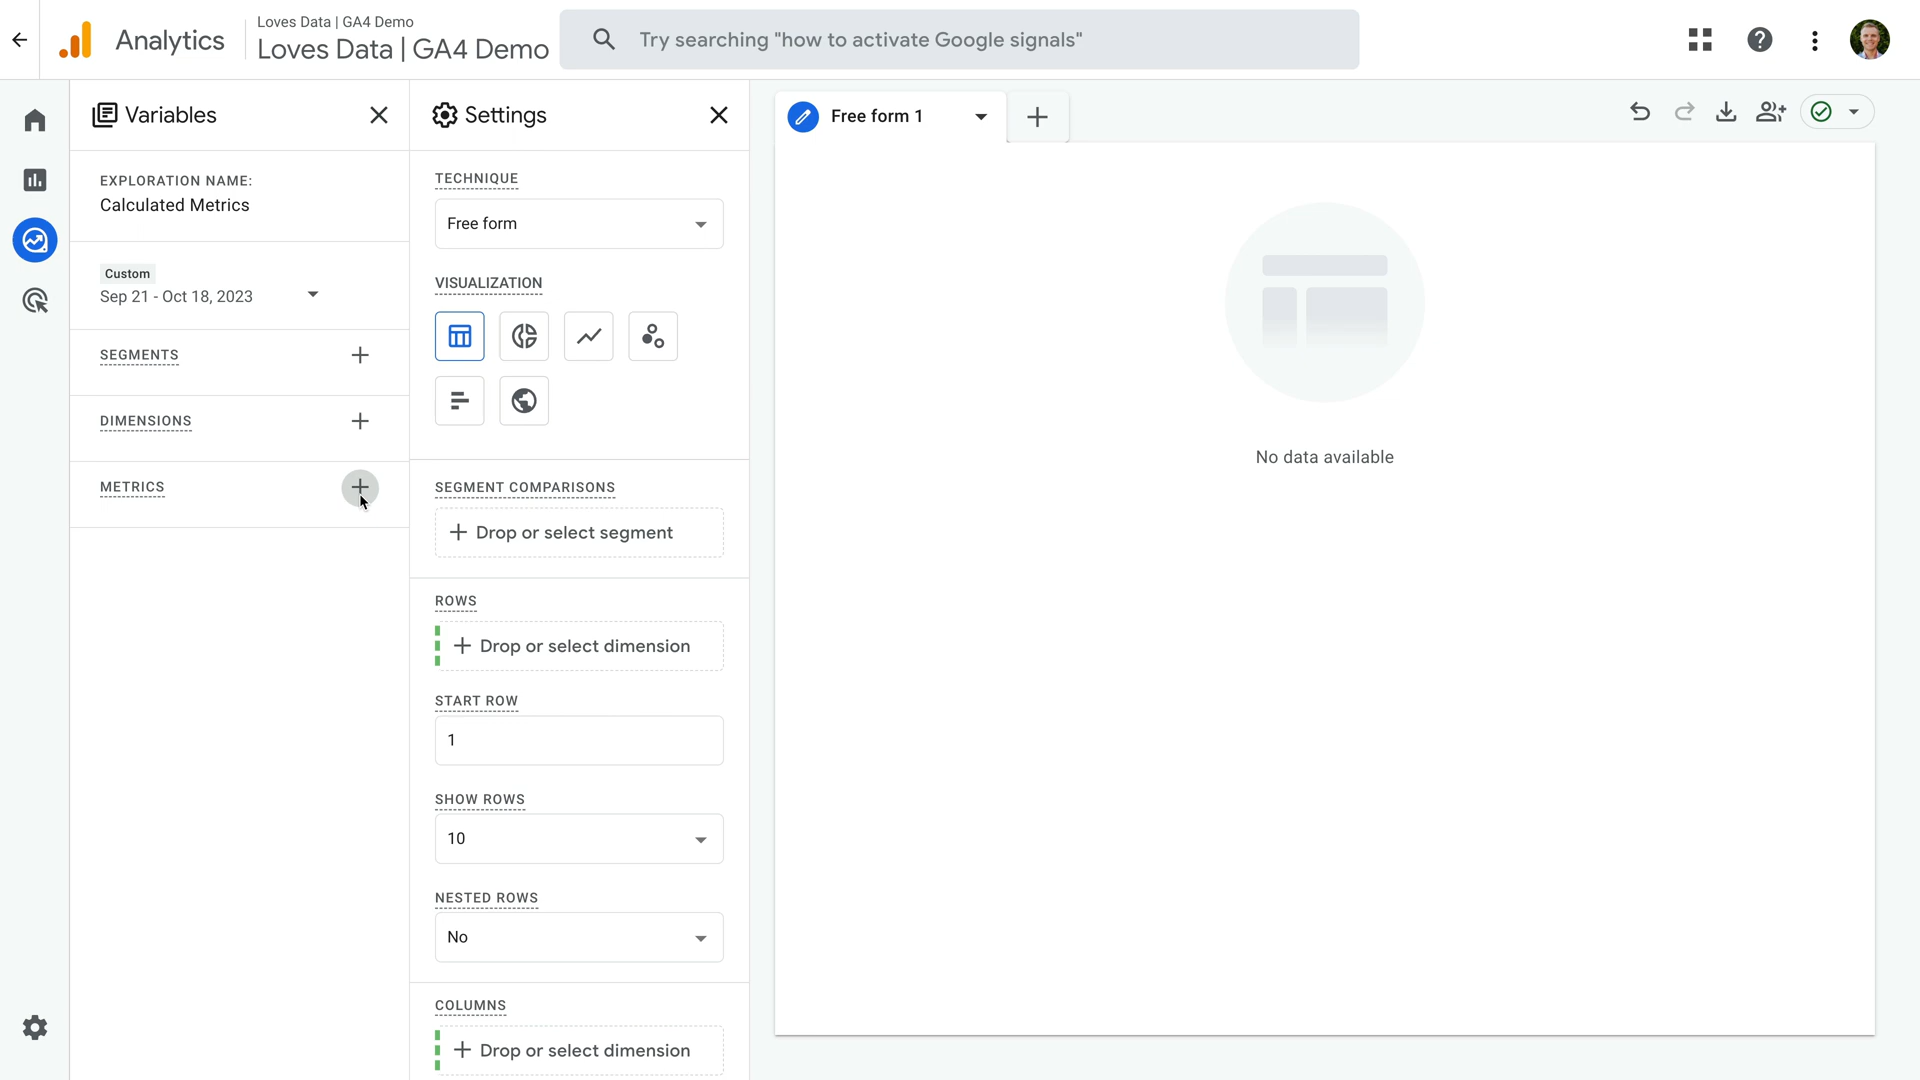 Analytics
Loves Data | GA4 Demo
Loves Data | GA4 Demo
Try searching "how to activate Google signals"
Variables
EXPLORATION NAME:
Calculated Metrics
Custom
Sep 21 - Oct 18, 2023
SEGMENTS
DIMENSIONS
METRICS
Settings
TECHNIQUE
Free form
VISUALIZATION
SEGMENT COMPARISONS
Drop or select segment
ROWS
Drop or select dimension
START ROW
1
SHOW ROWS
10
NESTED ROWS
No
COLUMNS
Drop or select dimension
Free form 1
No data available